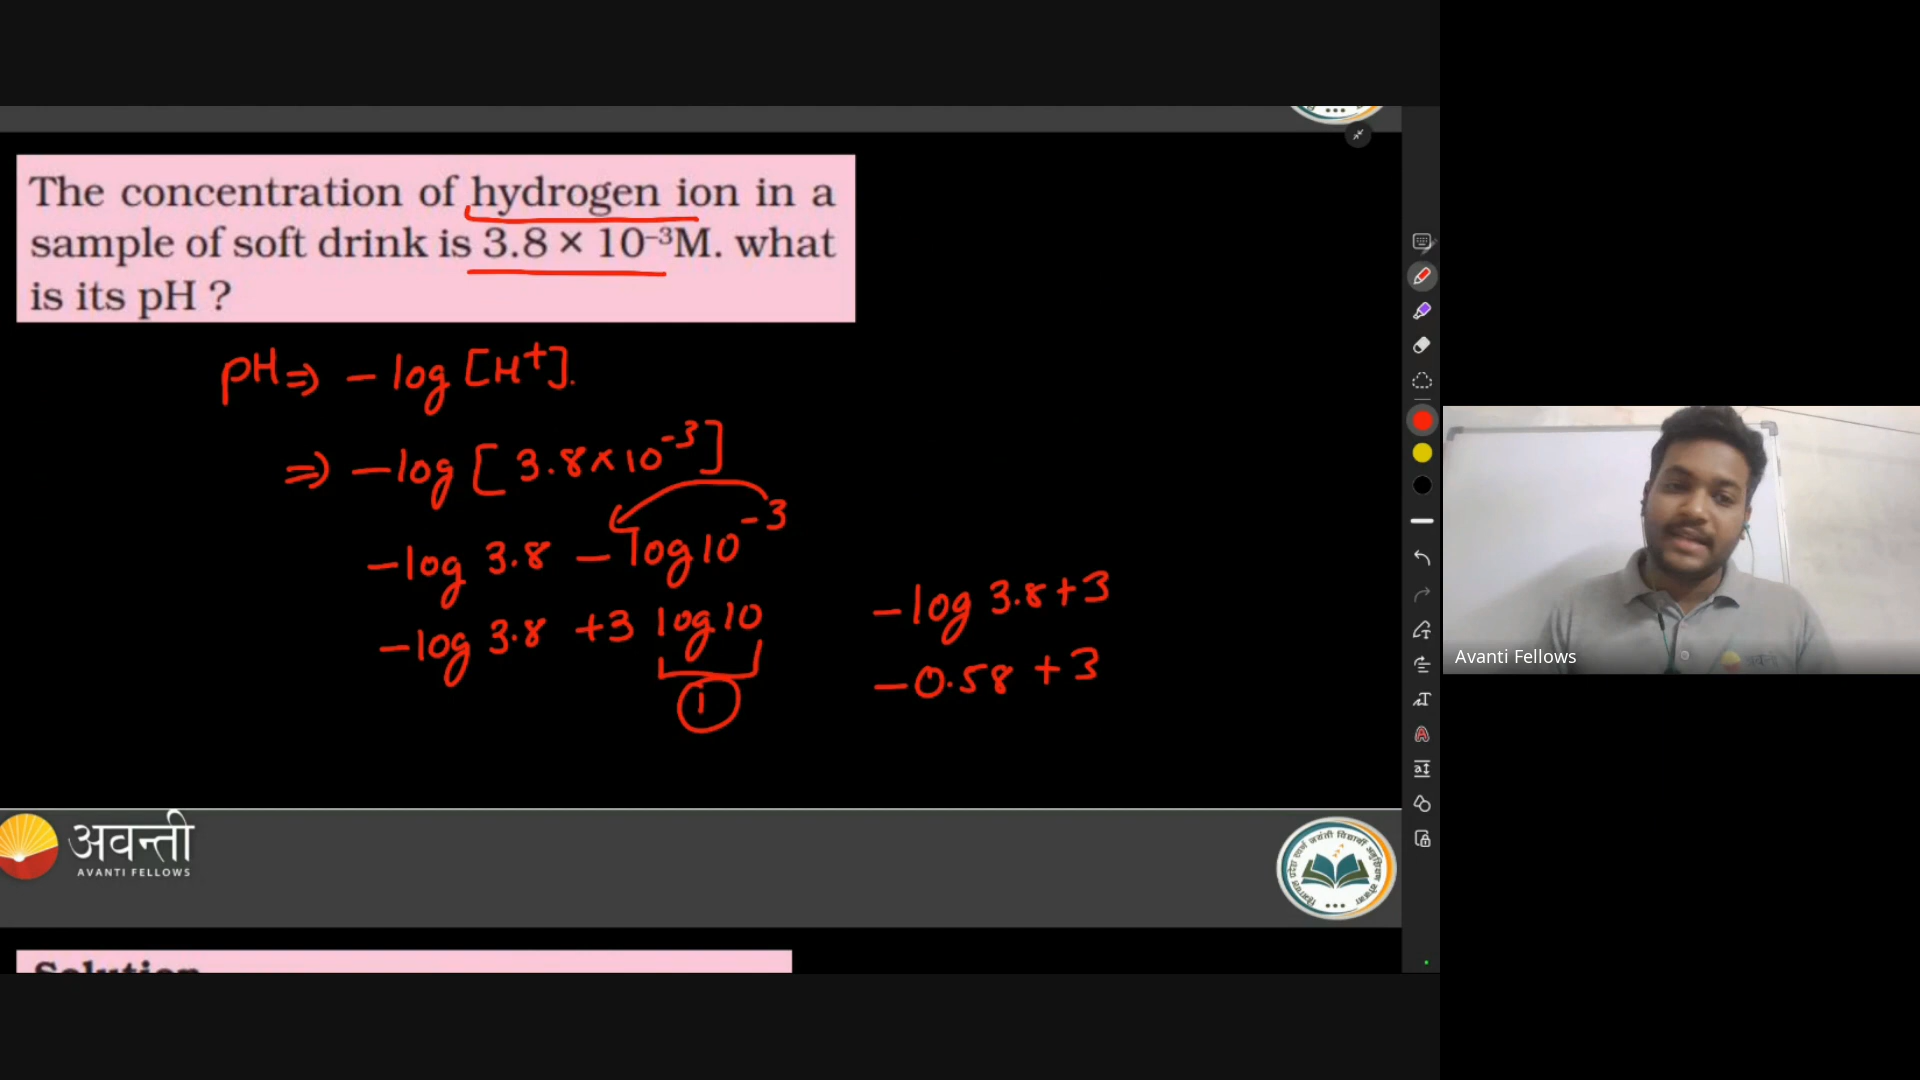 The concentration of hydrogen ion in a
sample of soft drink is 3.8 × 10⁻³M. what
is its pH ?
pH ⇒ - log [H⁺].
⇒ - log [ 3.8 × 10⁻³]
- log 3.8 - log 10⁻³
- log 3.8 + 3 log 10
1
- log 3.8 + 3
- 0.58 + 3
Avanti Fellows
अवन्ती
AVANTI FELLOWS
Solution